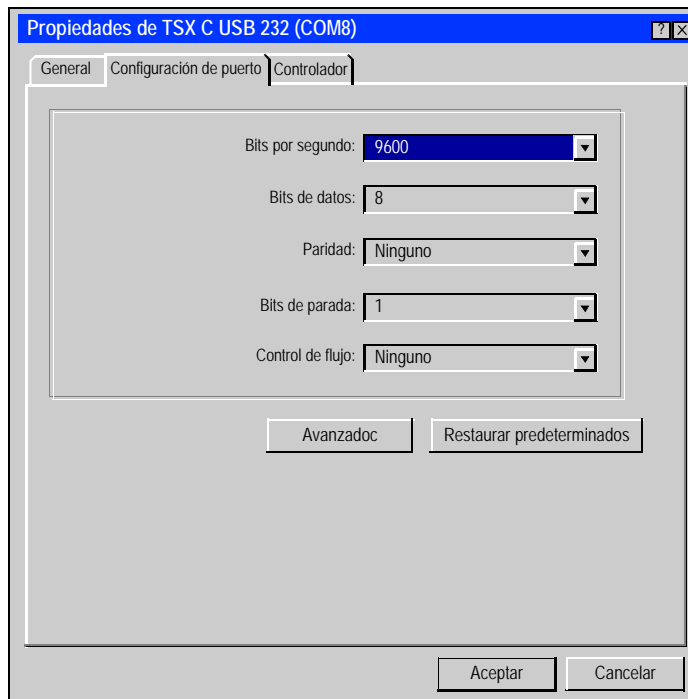 Propiedades de TSX C USB 232 (COM8)
General Configuración de puerto Controlador
Bits por segundo: 9600
Bits de datos: 8
Paridad: Ninguno
Bits de parada: 1
Control de flujo: Ninguno
Avanzadoc Restaurar predeterminados
Aceptar Cancelar